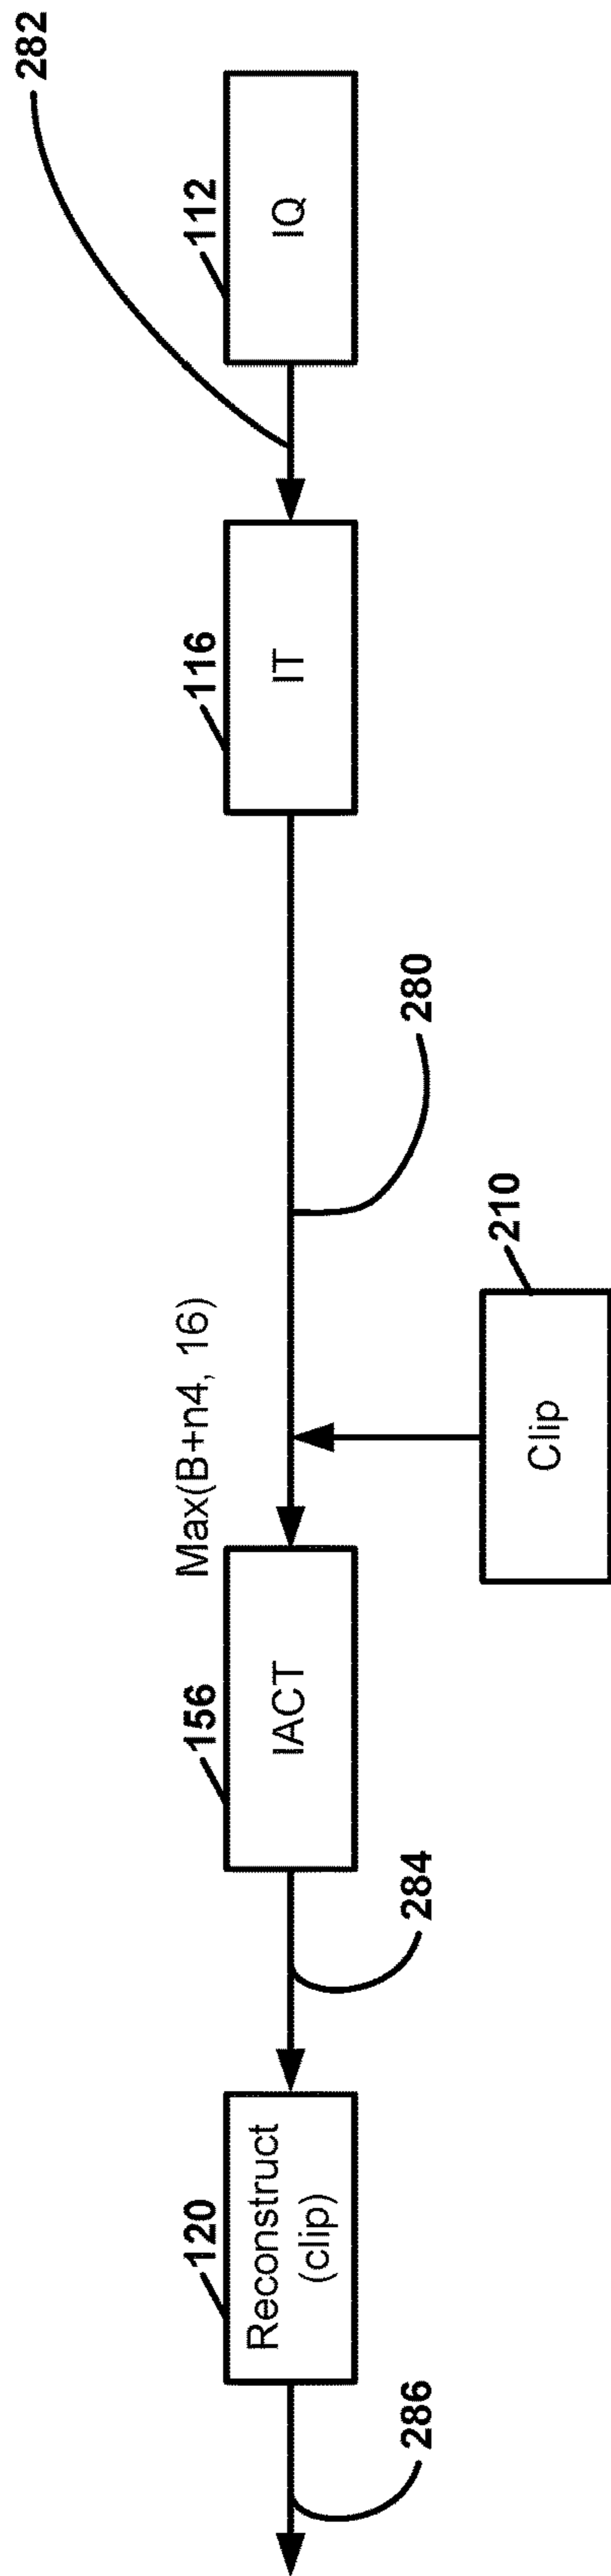 282
112
IQ
116
IT
280
Max(B+n4, 16)
210
Clip
156
IACT
284
120
Reconstruct
(clip)
286